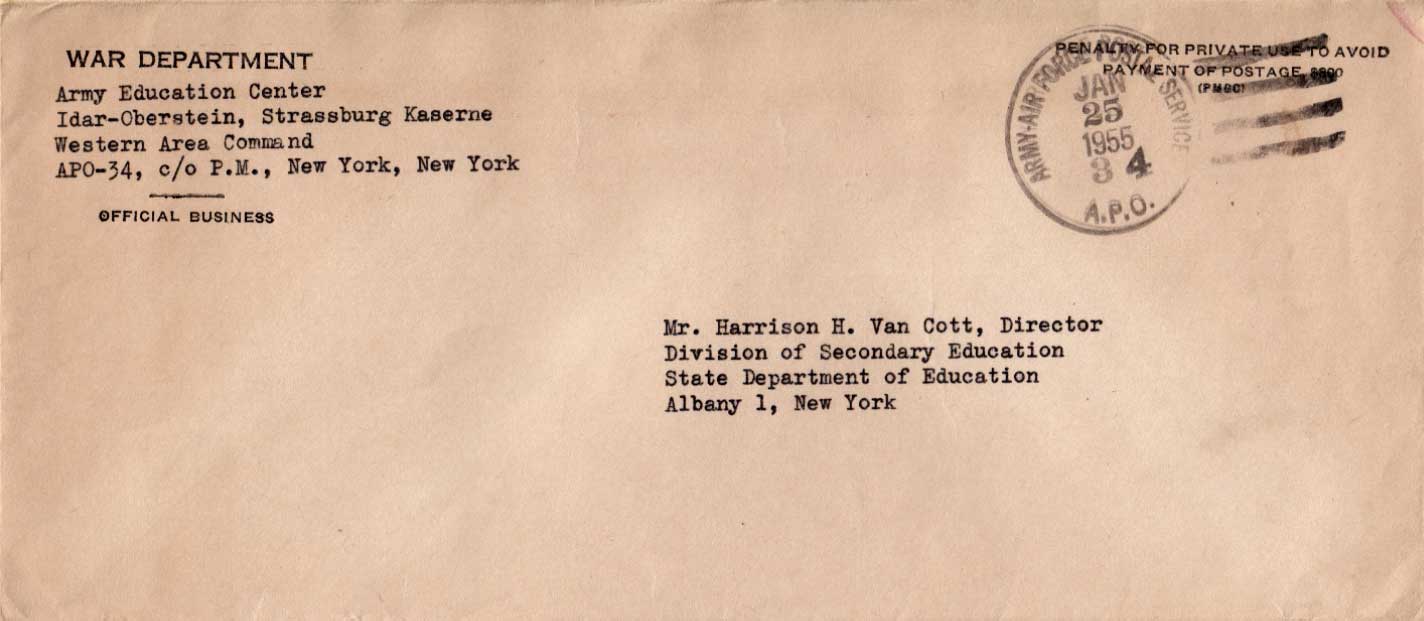 WAR DEPARTMENT
Army Education Center
Idar-Oberstein, Strassburg Kaserne
Western Area Command
APO-34, c/o P.M., New York, New York
OFFICIAL BUSINESS
PENALTY FOR PRIVATE USE TO AVOID
PAYMENT OF POSTAGE, $300
(PMGC)
ARMY-AIR FORCE POSTAL SERVICE
JAN
25
1955
3 4
A.P.O.
Mr. Harrison H. Van Cott, Director
Division of Secondary Education
State Department of Education
Albany 1, New York